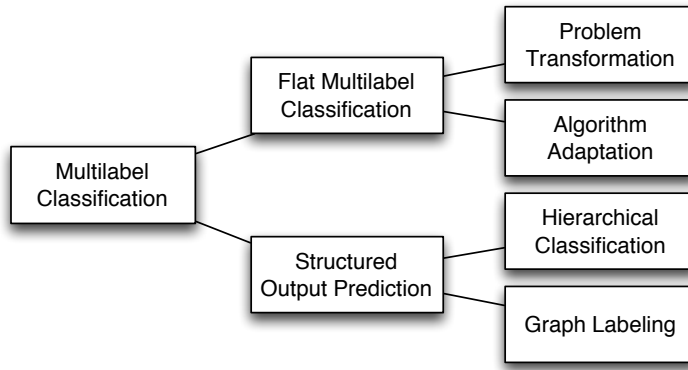 Multilabel
Classification
Flat Multilabel
Classification
Structured
Output Prediction
Problem
Transformation
Algorithm
Adaptation
Hierarchical
Classification
Graph Labeling